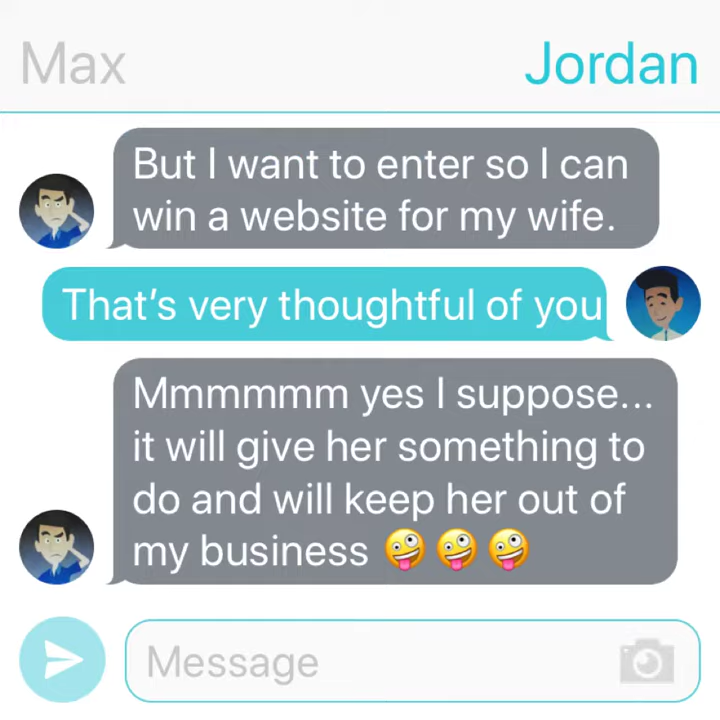 Max Jordan
But I want to enter so I can
win a website for my wife.
That's very thoughtful of you
Mmmmmm yes I suppose...
it will give her something to
do and will keep her out of
my business 🤪 🤪 🤪
Message